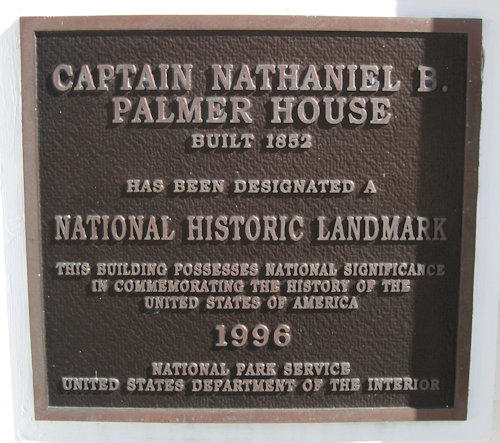 CAPTAIN NATHANIEL B.
PALMER HOUSE
BUILT 1852
HAS BEEN DESIGNATED A
NATIONAL HISTORIC LANDMARK
THIS BUILDING POSSESSES NATIONAL SIGNIFICANCE
IN COMMEMORATING THE HISTORY OF THE
UNITED STATES OF AMERICA
1996
NATIONAL PARK SERVICE
UNITED STATES DEPARTMENT OF THE INTERIOR